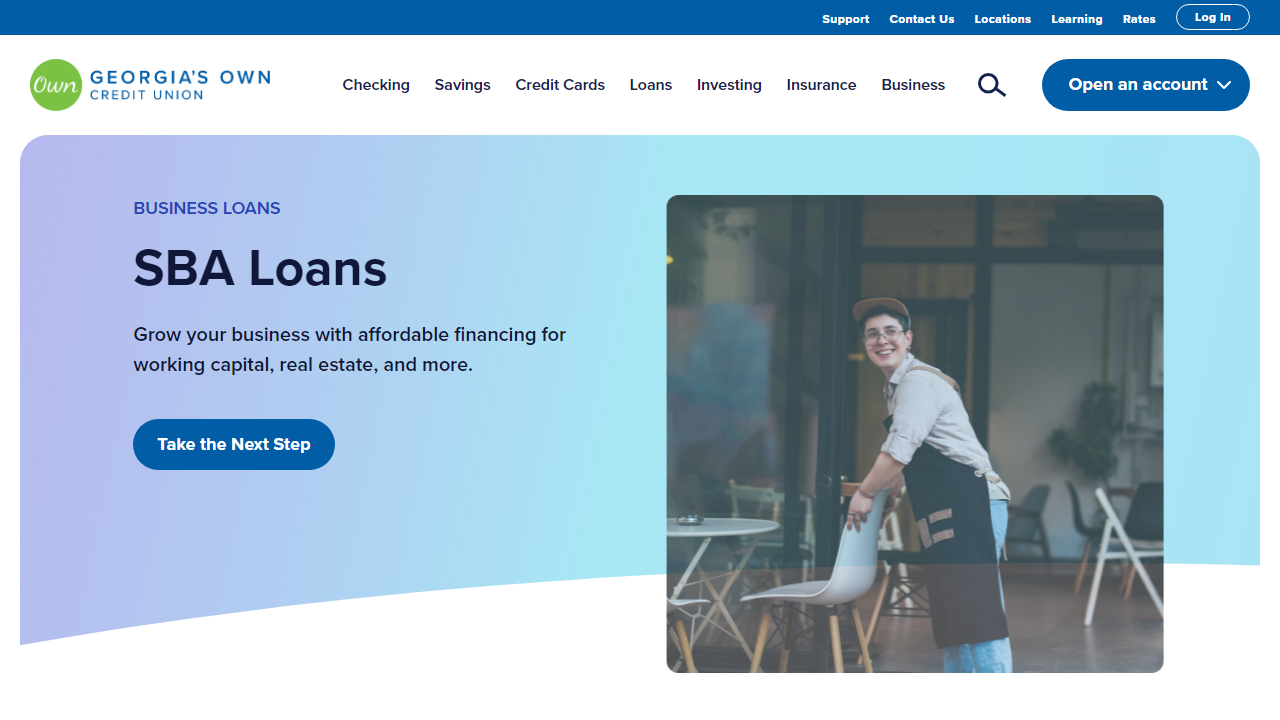 Support Contact Us Locations Learning Rates Log In
Own GEORGIA'S OWN
CREDIT UNION
Checking Savings Credit Cards Loans Investing Insurance Business Open an account
BUSINESS LOANS
SBA Loans
Grow your business with affordable financing for
working capital, real estate, and more.
Take the Next Step